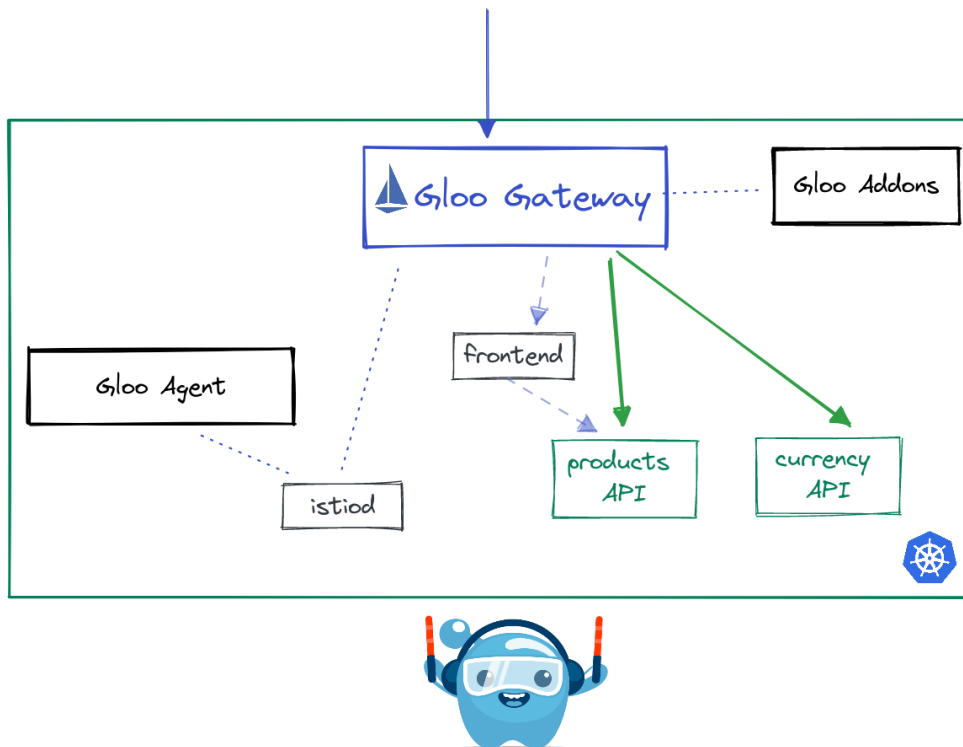 Gloo Gateway
Gloo Addons
frontend
Gloo Agent
products
API
currency
API
istiod